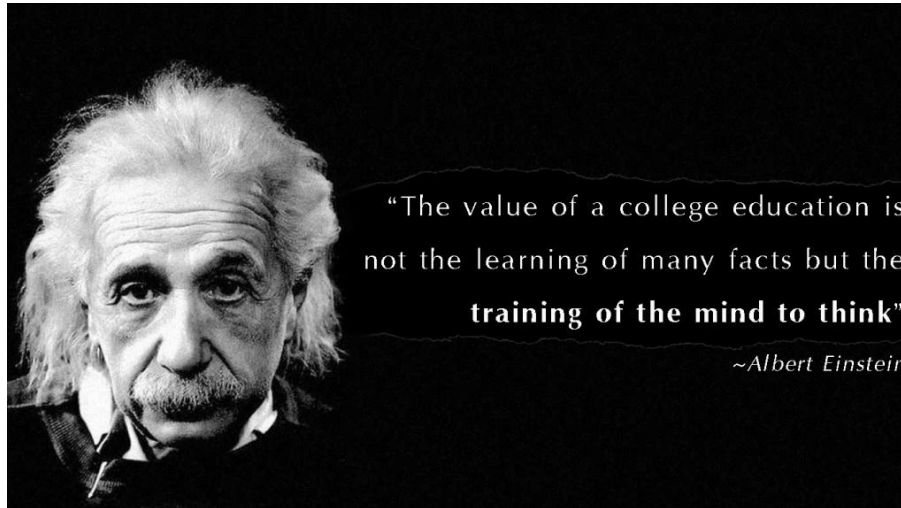 “The value of a college education is
not the learning of many facts but the
training of the mind to think”
~Albert Einstein